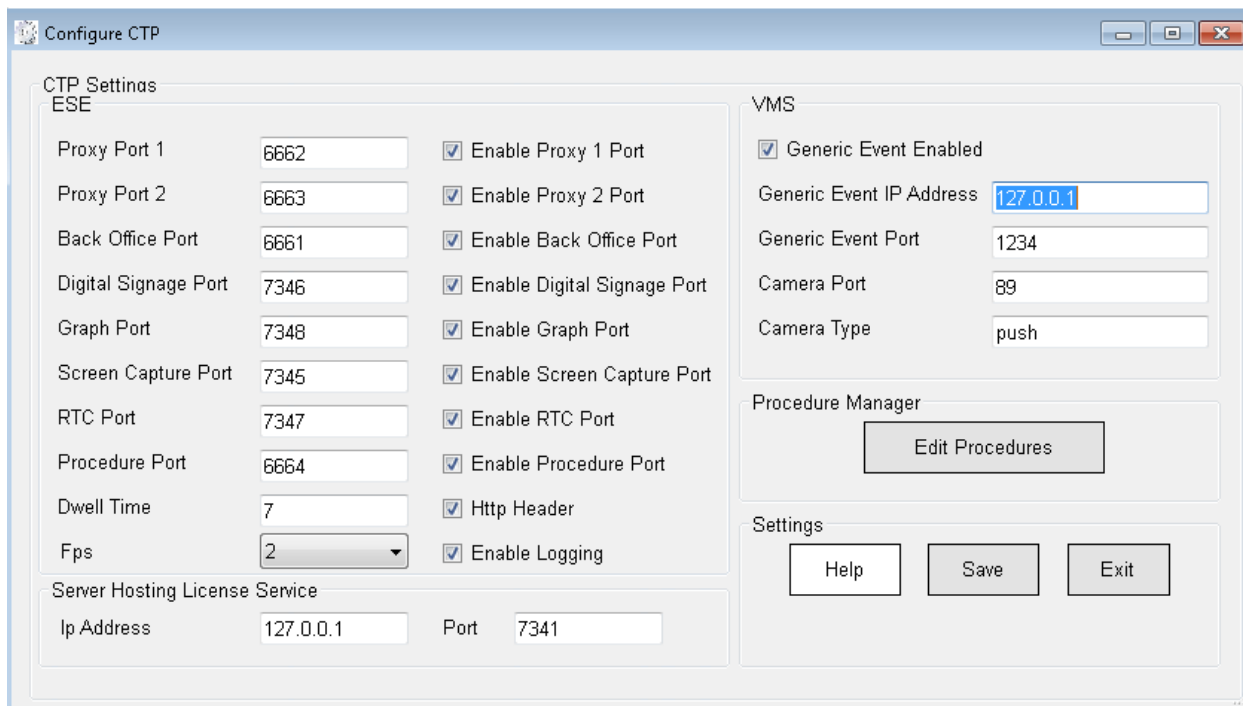 Configure CTP
CTP Settings
ESE
Proxy Port 1 6662 Enable Proxy 1 Port
Proxy Port 2 6663 Enable Proxy 2 Port
Back Office Port 6661 Enable Back Office Port
Digital Signage Port 7346 Enable Digital Signage Port
Graph Port 7348 Enable Graph Port
Screen Capture Port 7345 Enable Screen Capture Port
RTC Port 7347 Enable RTC Port
Procedure Port 6664 Enable Procedure Port
Dwell Time 7 Http Header
Fps 2 Enable Logging
Server Hosting License Service
Ip Address 127.0.0.1 Port 7341
VMS
Generic Event Enabled
Generic Event IP Address 127.0.0.1
Generic Event Port 1234
Camera Port 89
Camera Type push
Procedure Manager
Edit Procedures
Settings
Help Save Exit